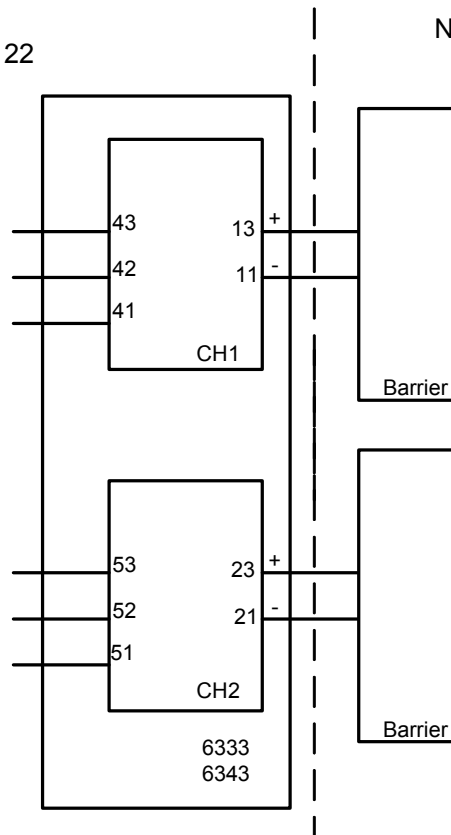 N
22
43
13 +
42
11 -
41
CH1
Barrier
53
23 +
52
21 -
51
CH2
Barrier
6333
6343